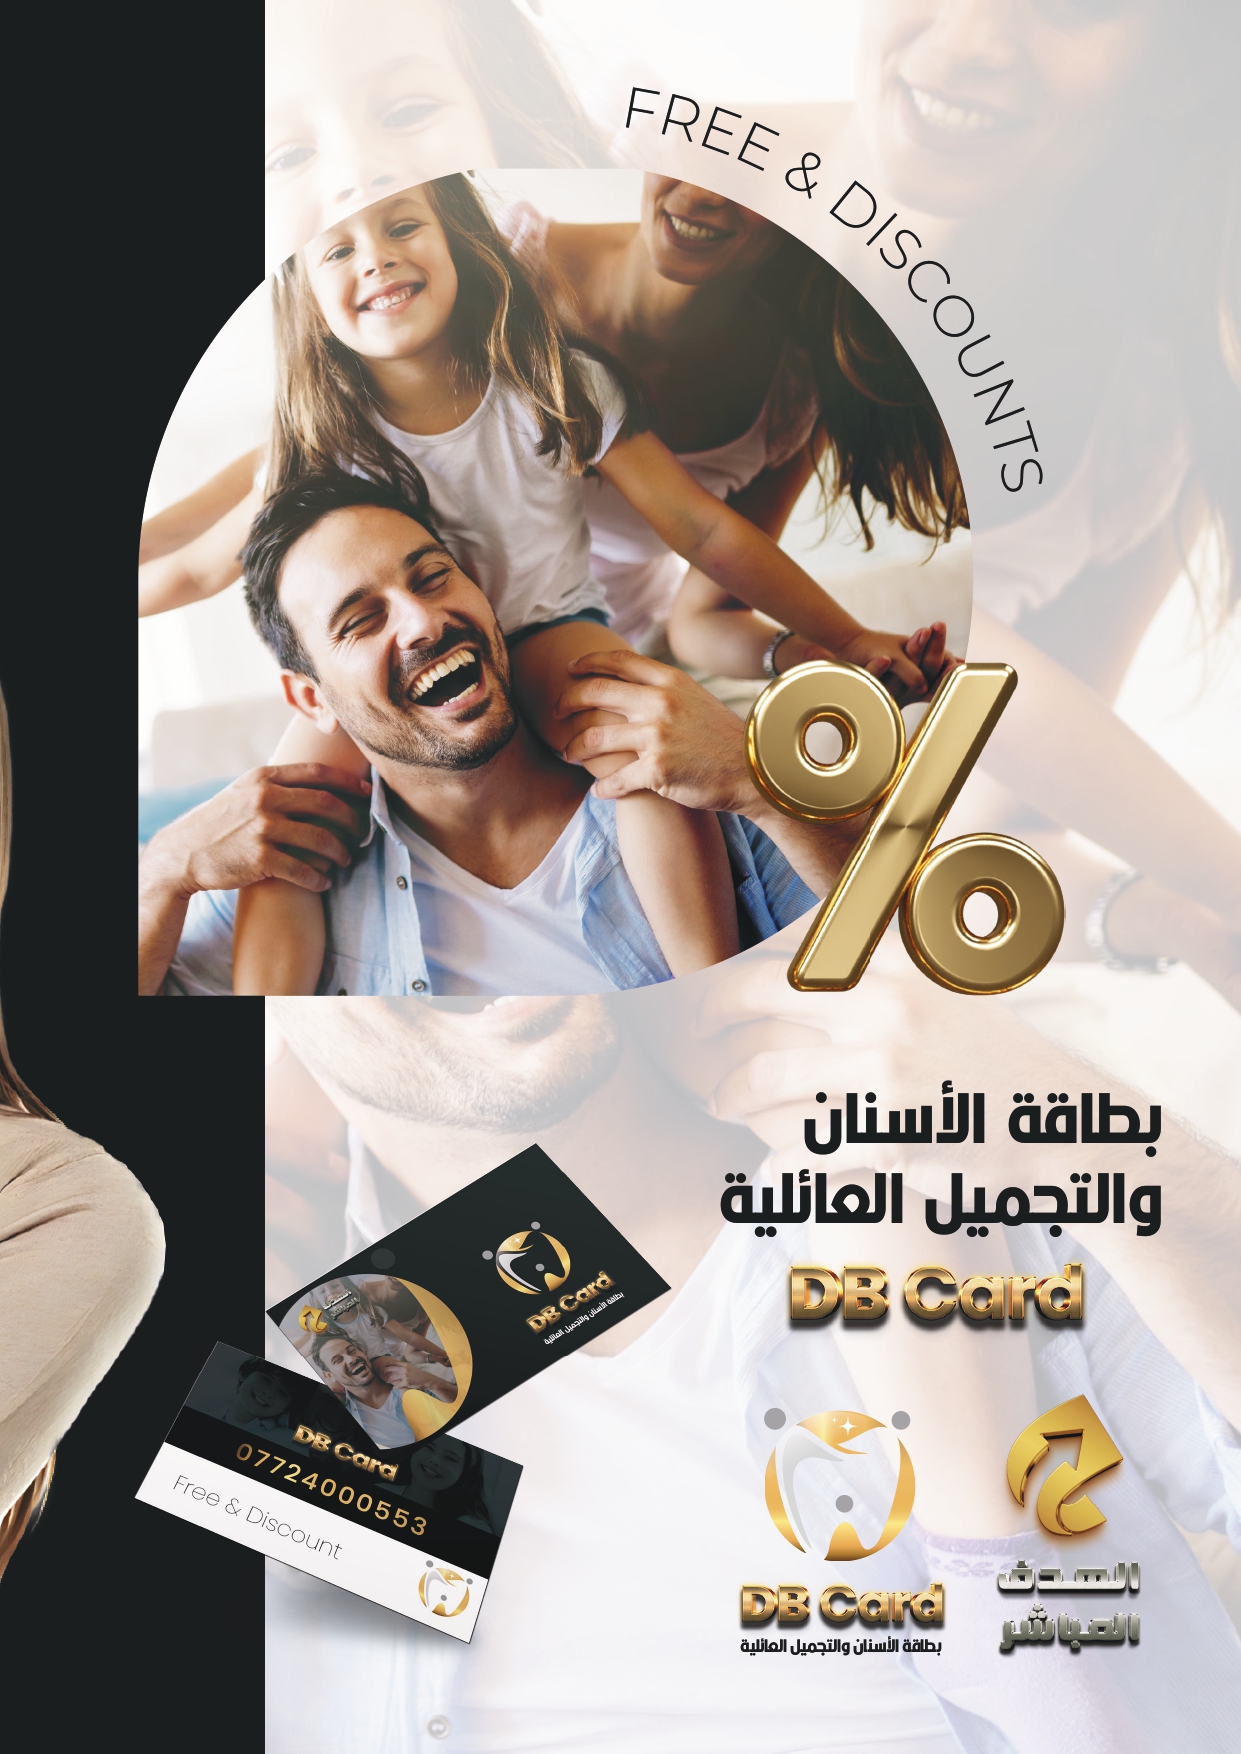 FREE & DISCOUNTS
بطاقة الأسنان
والتجميل العائلية
DB Card
DB Card
بطاقة الأسنان والتجميل العائلية
DB Card
07724000553
Free & Discount
DB Card
بطاقة الأسنان والتجميل العائلية
الهدف
المباشر